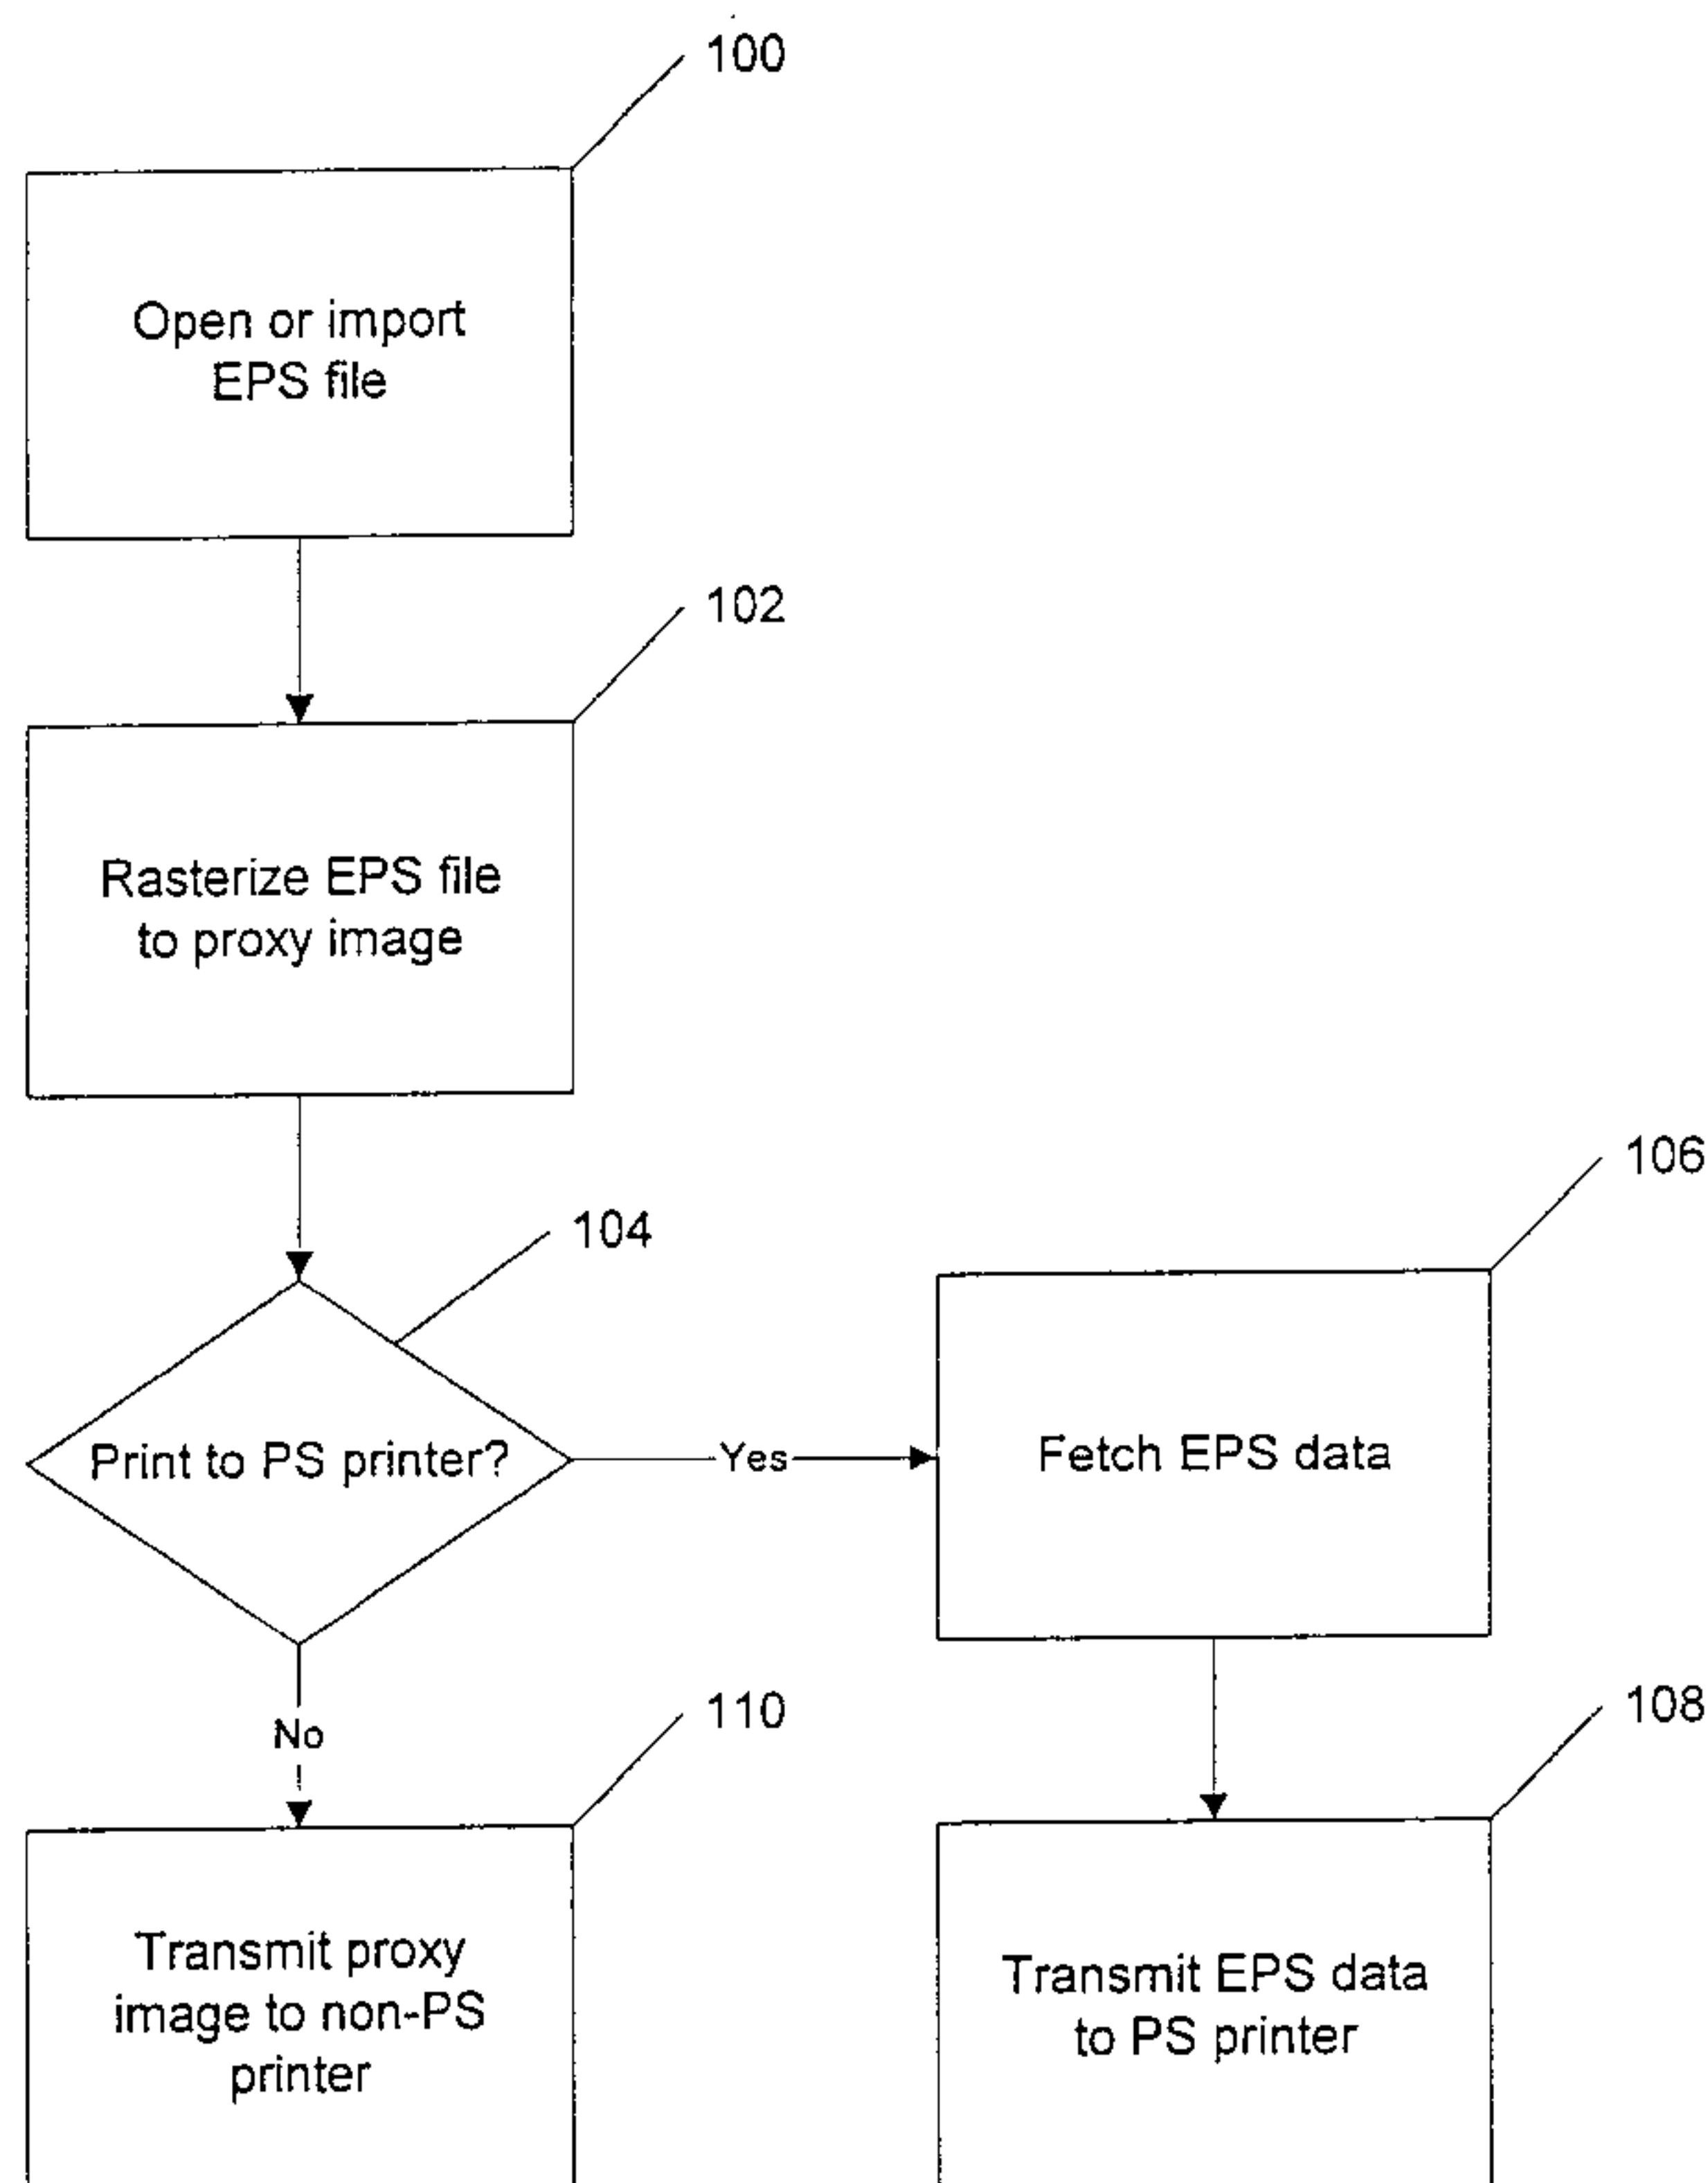 100
Open or import
EPS file
102
Rasterize EPS file
to proxy image
104
Print to PS printer?
Yes
106
Fetch EPS data
No
110
Transmit proxy
image to non-PS
printer
108
Transmit EPS data
to PS printer